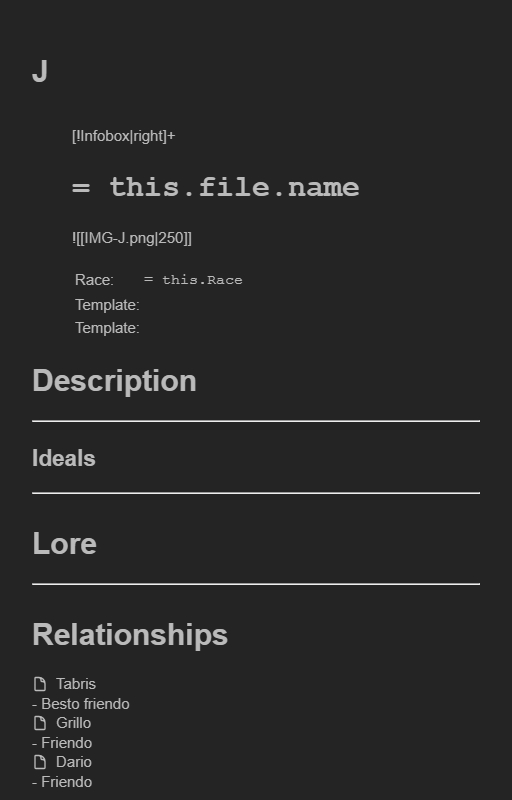 J
[!Infobox|right]+
= this.file.name
![[IMG-J.png|250]]
Race: = this.Race
Template:
Template:
Description
Ideals
Lore
Relationships
Tabris
- Besto friendo
Grillo
- Friendo
Dario
- Friendo